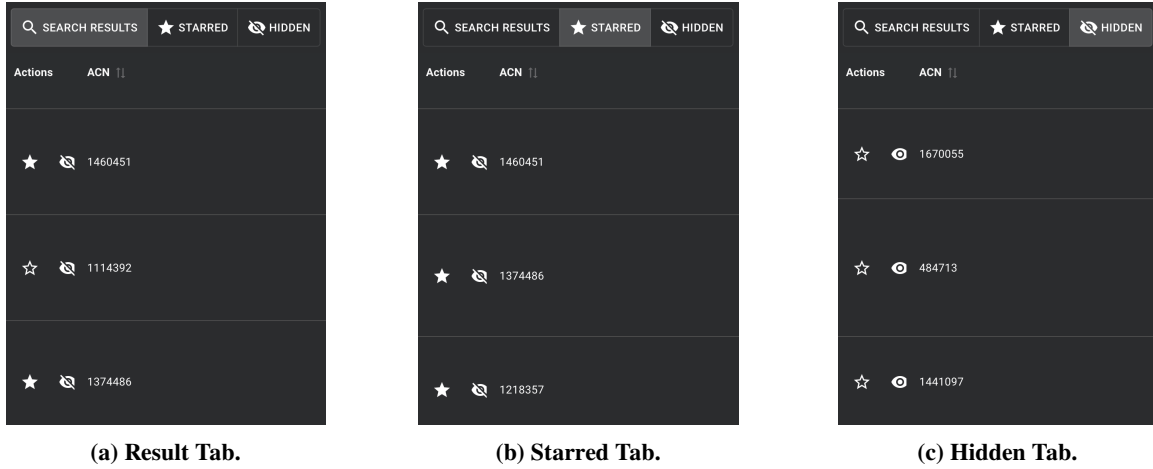 SEARCH RESULTS STARRED HIDDEN
Actions ACN
1460451
1114392
1374486
(a) Result Tab.
SEARCH RESULTS STARRED HIDDEN
Actions ACN
1460451
1374486
1218357
(b) Starred Tab.
SEARCH RESULTS STARRED HIDDEN
Actions ACN
1670055
484713
1441097
(c) Hidden Tab.